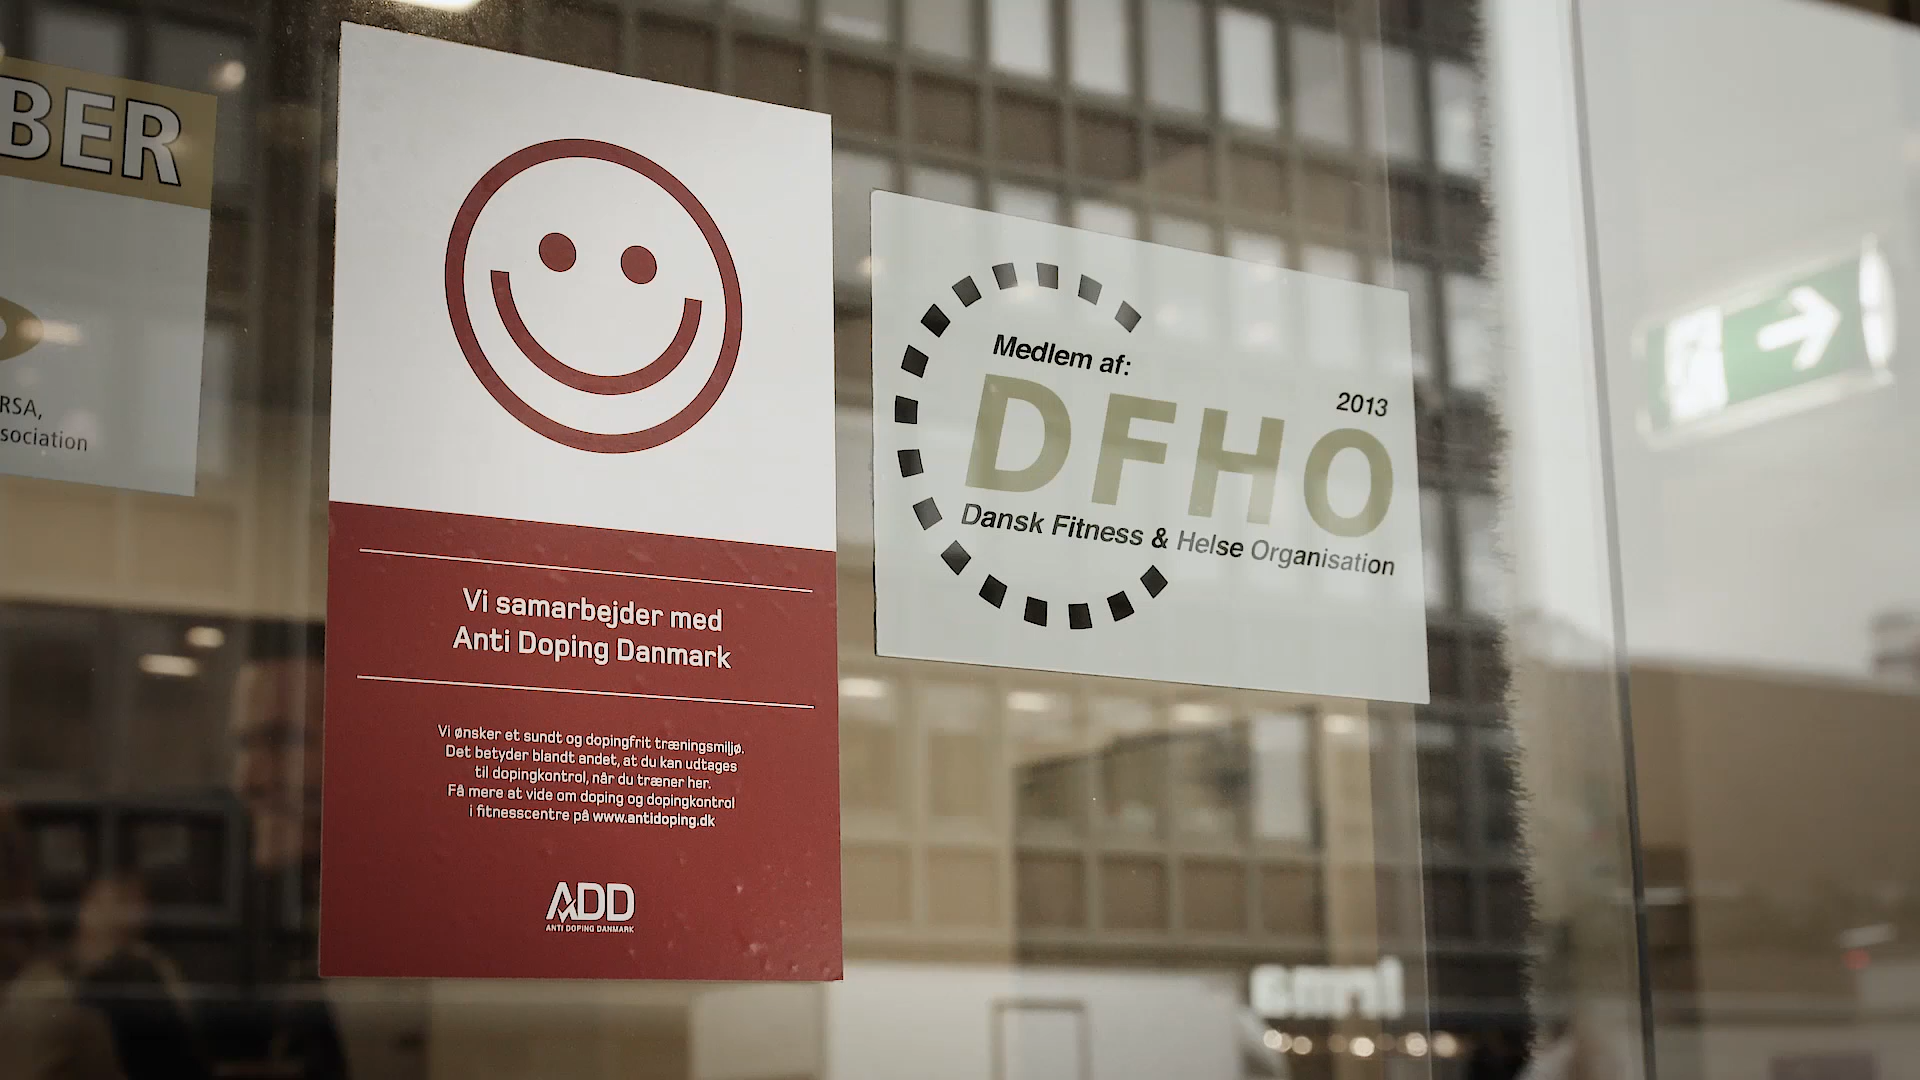 BER
RSA,
sociation
Vi samarbejder med
Anti Doping Danmark
Vi ønsker et sundt og dopingfrit træningsmiljø.
Det betyder blandt andet, at du kan udtages
til dopingkontrol, når du træner her.
Få mere at vide om doping og dopingkontrol
i fitnesscentre på www.antidoping.dk
ADD
ANTI DOPING DANMARK
Medlem af:
2013
DFHO
Dansk Fitness & Helse Organisation